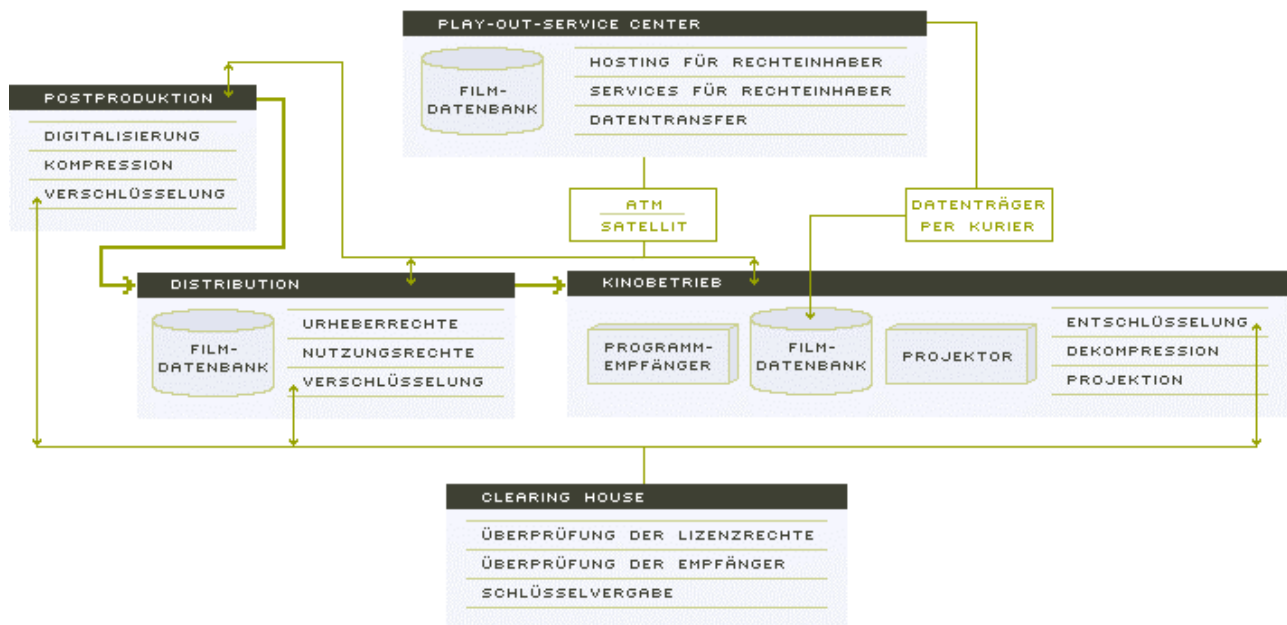 PLAY-OUT-SERVICE CENTER
FILM-
DATENBANK
HOSTING FÜR RECHTEINHABER
SERVICES FÜR RECHTEINHABER
DATENTRANSFER
POSTPRODUKTION
DIGITALISIERUNG
KOMPRESSION
VERSCHLÜSSELUNG
ATM
SATELLIT
DATENTRÄGER
PER KURIER
DISTRIBUTION
FILM-
DATENBANK
URHEBERRECHTE
NUTZUNGSRECHTE
VERSCHLÜSSELUNG
KINOBETRIEB
PROGRAMM-
EMPFÄNGER
FILM-
DATENBANK
PROJEKTOR
ENTSCHLÜSSELUNG
DEKOMPRESSION
PROJEKTION
CLEARING HOUSE
ÜBERPRÜFUNG DER LIZENZRECHTE
ÜBERPRÜFUNG DER EMPFÄNGER
SCHLÜSSELVERGABE